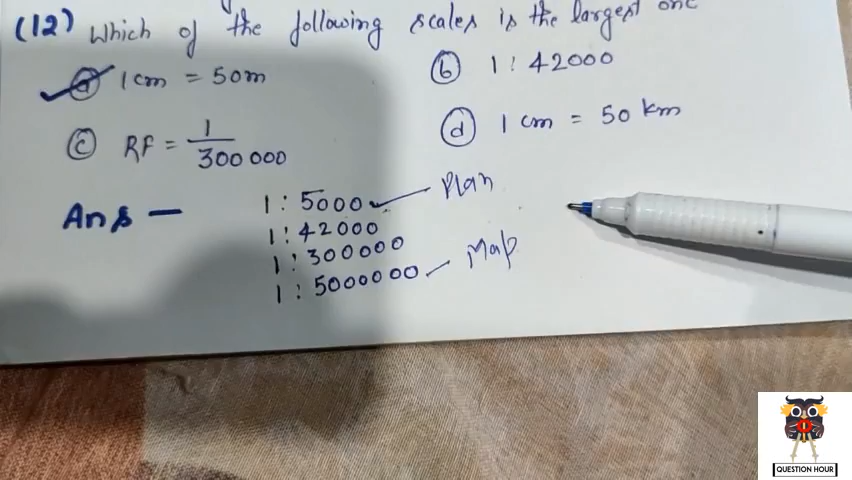 (12) Which of the following scales is the largest one
(a) 1 cm = 50m
(b) 1 : 42000
(c) RF = 1/300000
(d) 1 cm = 50 km
Ans -
1 : 5000 Plan
1 : 42000
1 : 300000
1 : 5000000 Map
QUESTION HOUR